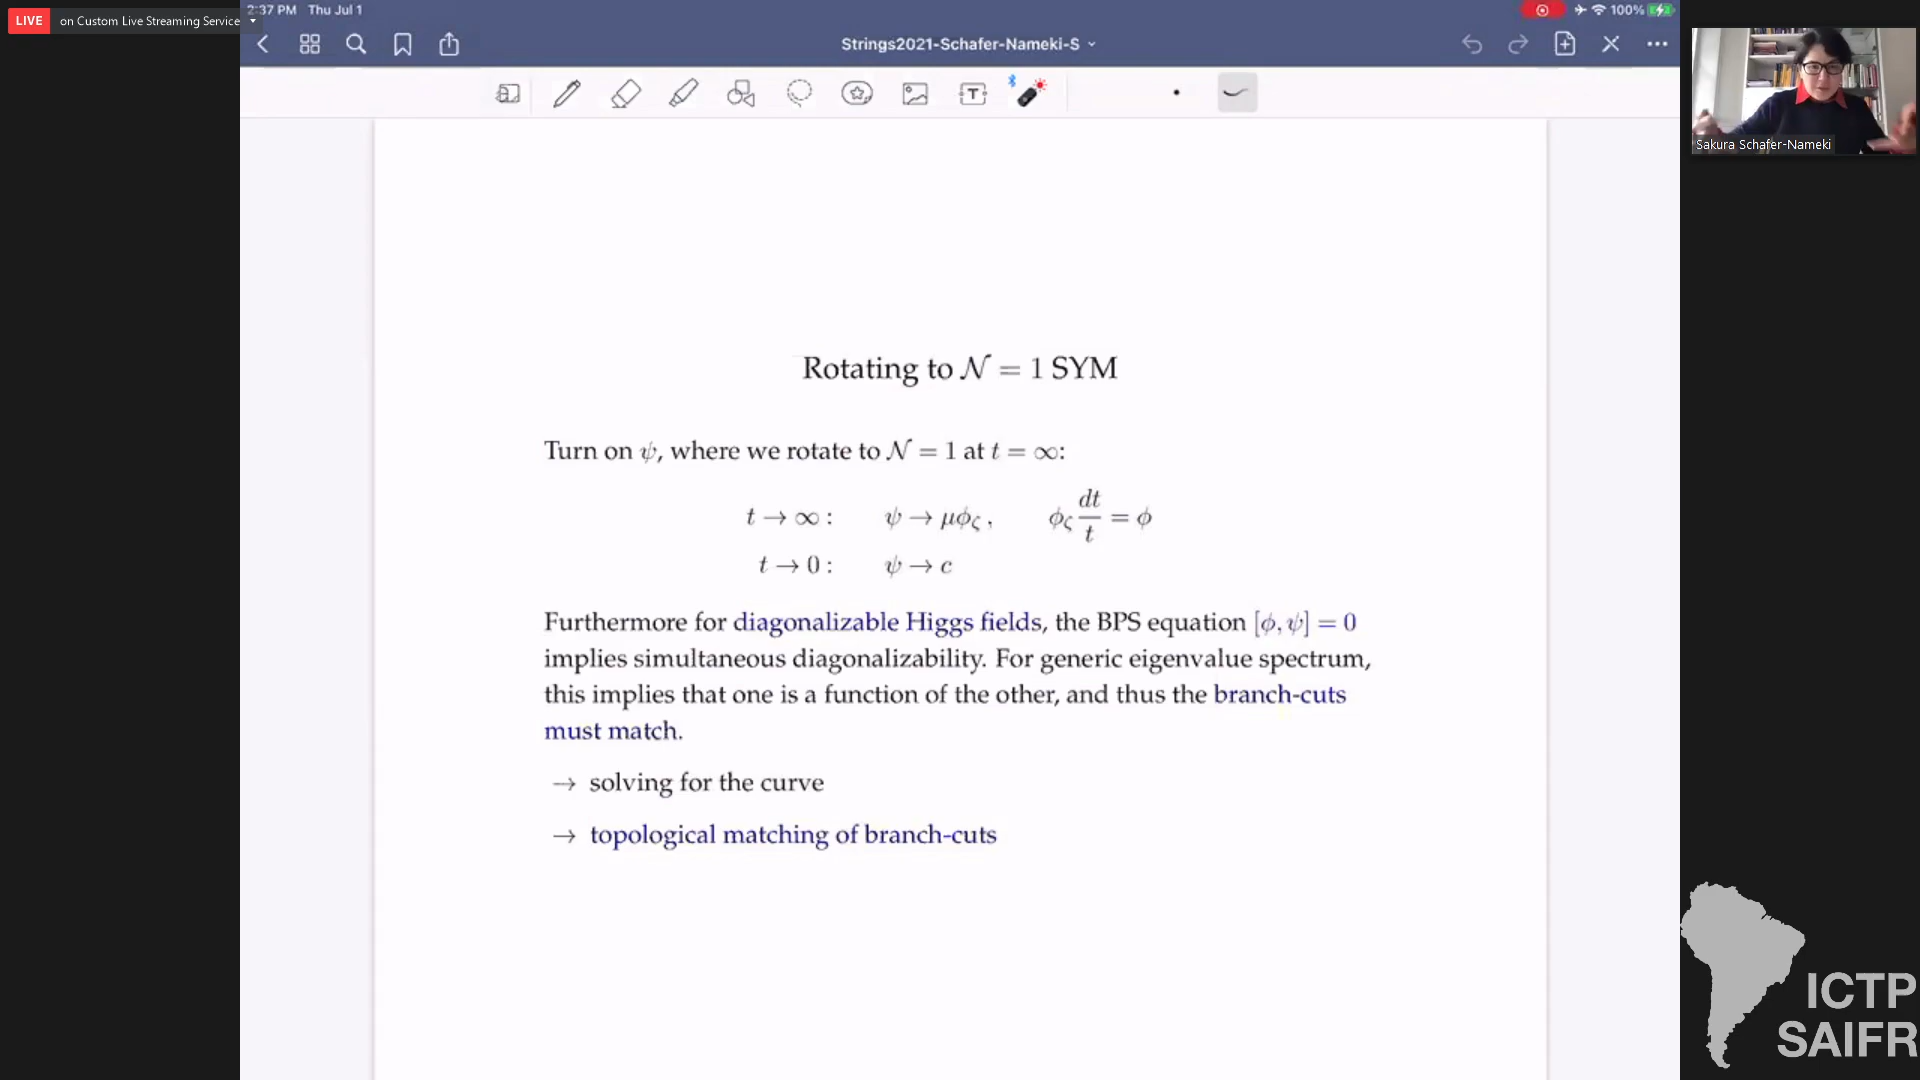 LIVE on Custom Live Streaming Service
2:37 PM Thu Jul 1
100%
Strings2021-Schafer-Nameki-S
Sakura Schafer-Nameki
Rotating to 𝒩 = 1 SYM
Turn on ψ, where we rotate to 𝒩 = 1 at t = ∞:
t → ∞ : ψ → μϕ_ζ , ϕ_ζ dt/t = ϕ
t → 0 : ψ → c
Furthermore for diagonalizable Higgs fields, the BPS equation [ϕ, ψ] = 0
implies simultaneous diagonalizability. For generic eigenvalue spectrum,
this implies that one is a function of the other, and thus the branch-cuts
must match.
→ solving for the curve
→ topological matching of branch-cuts
ICTP
SAIFR